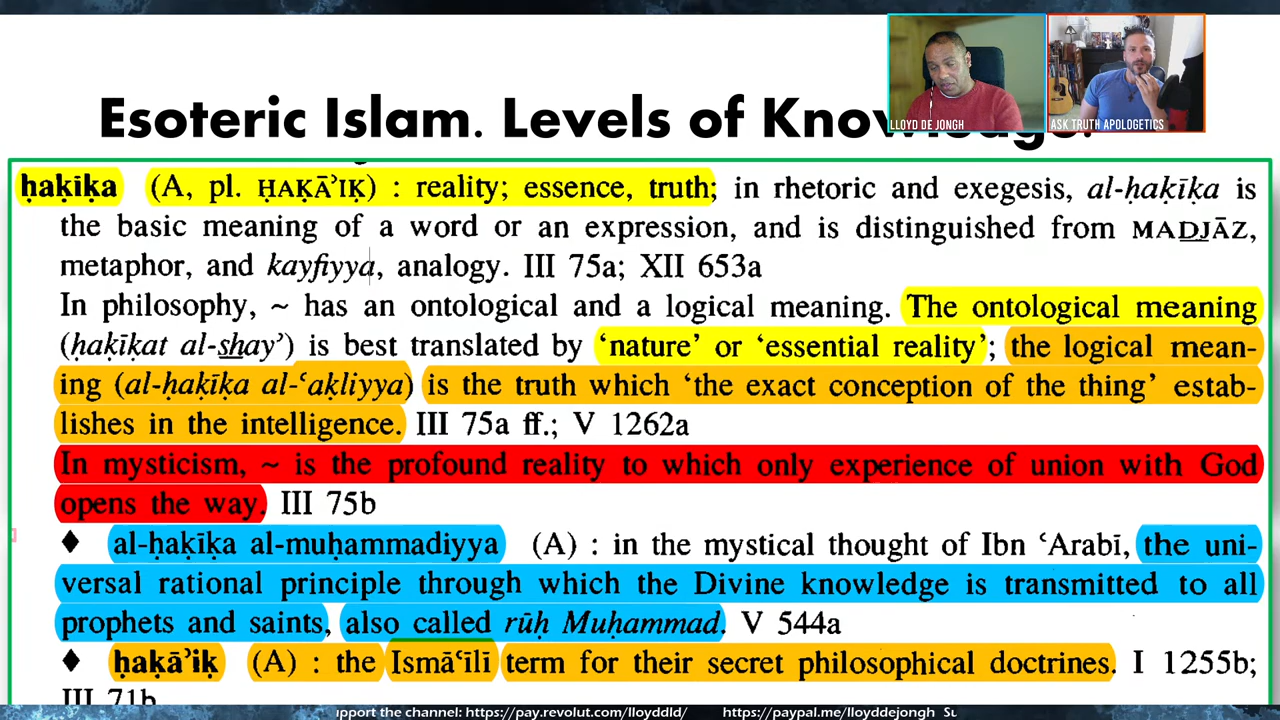 LLOYD DE JONGH
ASK TRUTH APOLOGETICS
Esoteric Islam. Levels of Knowledge.
ḥaḳīḳa (A, pl. ḤAḲĀʾIḲ) : reality; essence, truth; in rhetoric and exegesis, al-ḥaḳīḳa is
the basic meaning of a word or an expression, and is distinguished from MADJĀZ,
metaphor, and kayfiyya, analogy. III 75a; XII 653a
In philosophy, ~ has an ontological and a logical meaning. The ontological meaning
(ḥaḳīḳat al-shayʾ) is best translated by ‘nature’ or ‘essential reality’; the logical mean-
ing (al-ḥaḳīḳa al-ʿaḳliyya) is the truth which ‘the exact conception of the thing’ estab-
lishes in the intelligence. III 75a ff.; V 1262a
In mysticism, ~ is the profound reality to which only experience of union with God
opens the way. III 75b
♦ al-ḥaḳīḳa al-muḥammadiyya (A) : in the mystical thought of Ibn ʿArabī, the uni-
versal rational principle through which the Divine knowledge is transmitted to all
prophets and saints, also called rūḥ Muḥammad. V 544a
♦ ḥaḳāʾiḳ (A) : the Ismāʿīlī term for their secret philosophical doctrines. I 1255b;
III 71b
upport the channel: https://pay.revolut.com/lloyddld/ https://paypal.me/lloyddejongh Su